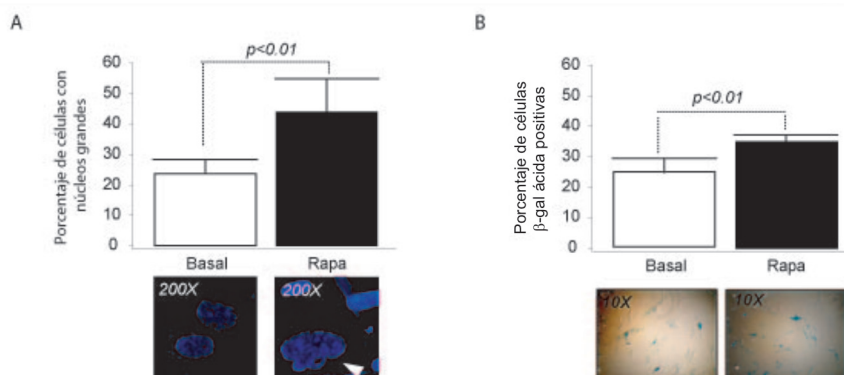 A
p<0.01
Porcentaje de células con
núcleos grandes
60
50
40
30
20
10
0
Basal
Rapa
200X
200X
B
p<0.01
Porcentaje de células
β-gal ácida positivas
60
50
40
30
20
10
0
Basal
Rapa
10X
10X